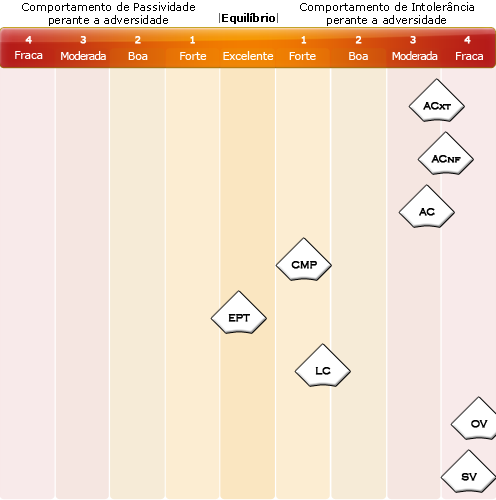 Comportamento de Passividade
perante a adversidade
|Equilíbrio|
Comportamento de Intolerância
perante a adversidade
4 3 2 1 1 2 3 4
Fraca Moderada Boa Forte Excelente Forte Boa Moderada Fraca
ACXT
ACNF
AC
CMP
EPT
LC
OV
SV